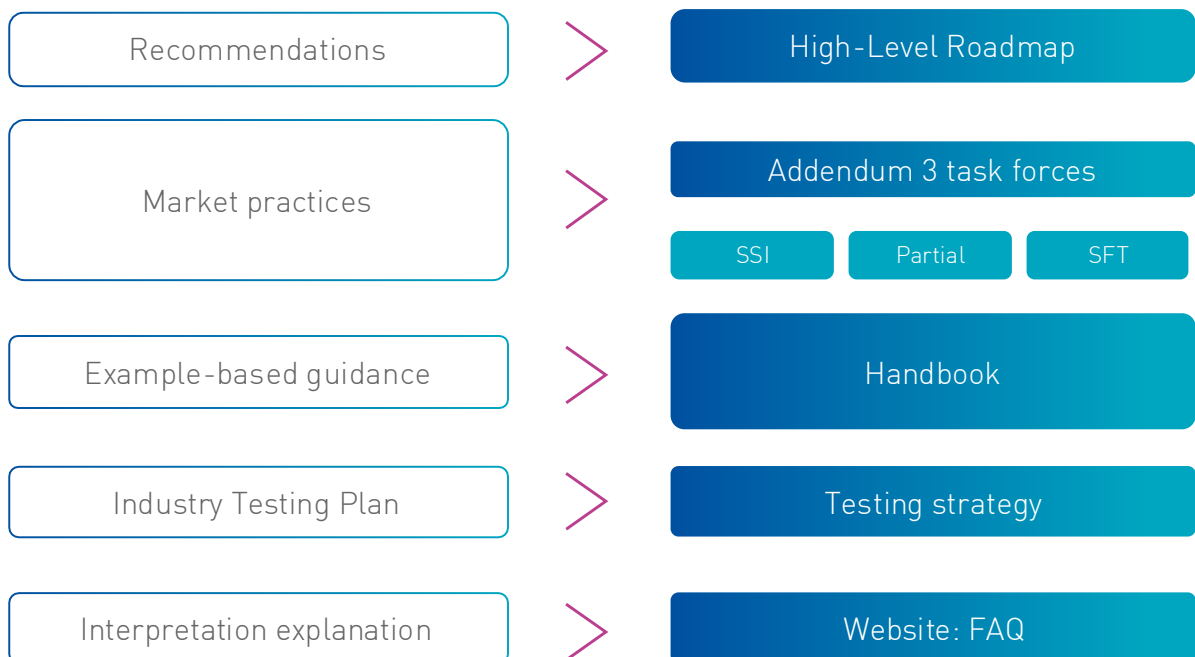 Recommendations
High-Level Roadmap
Market practices
Addendum 3 task forces
SSI
Partial
SFT
Example-based guidance
Handbook
Industry Testing Plan
Testing strategy
Interpretation explanation
Website: FAQ